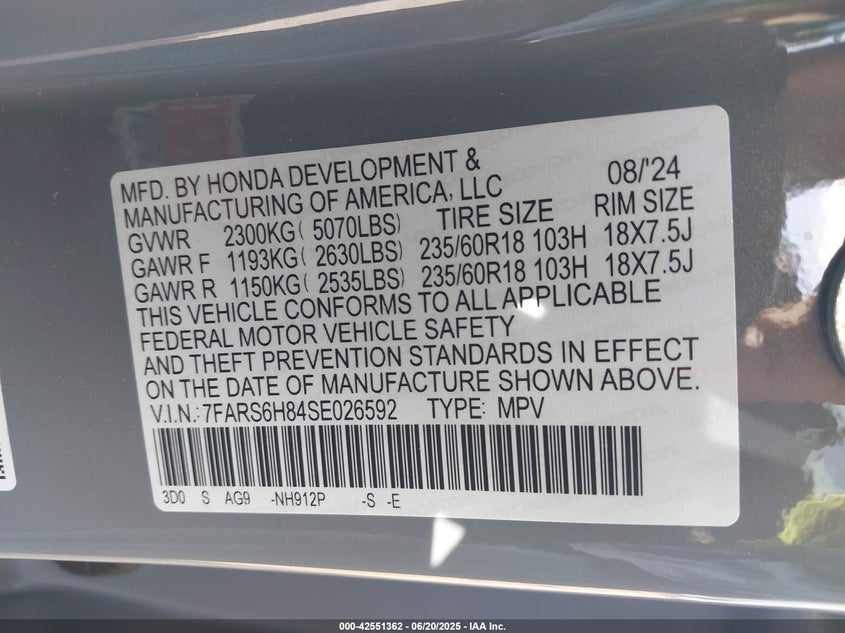 MFD. BY HONDA DEVELOPMENT & 08/'24
MANUFACTURING OF AMERICA, LLC
TIRE SIZE RIM SIZE
GVWR 2300KG( 5070LBS)
GAWR F 1193KG( 2630LBS) 235/60R18 103H 18X7.5J
GAWR R 1150KG( 2535LBS) 235/60R18 103H 18X7.5J
THIS VEHICLE CONFORMS TO ALL APPLICABLE
FEDERAL MOTOR VEHICLE SAFETY
AND THEFT PREVENTION STANDARDS IN EFFECT
ON THE DATE OF MANUFACTURE SHOWN ABOVE.
V.I.N.: 7FARS6H84SE026592 TYPE: MPV
3D0 S AG9 -NH912P -S -E
000-42551362 | 06/20/2025 - IAA Inc.